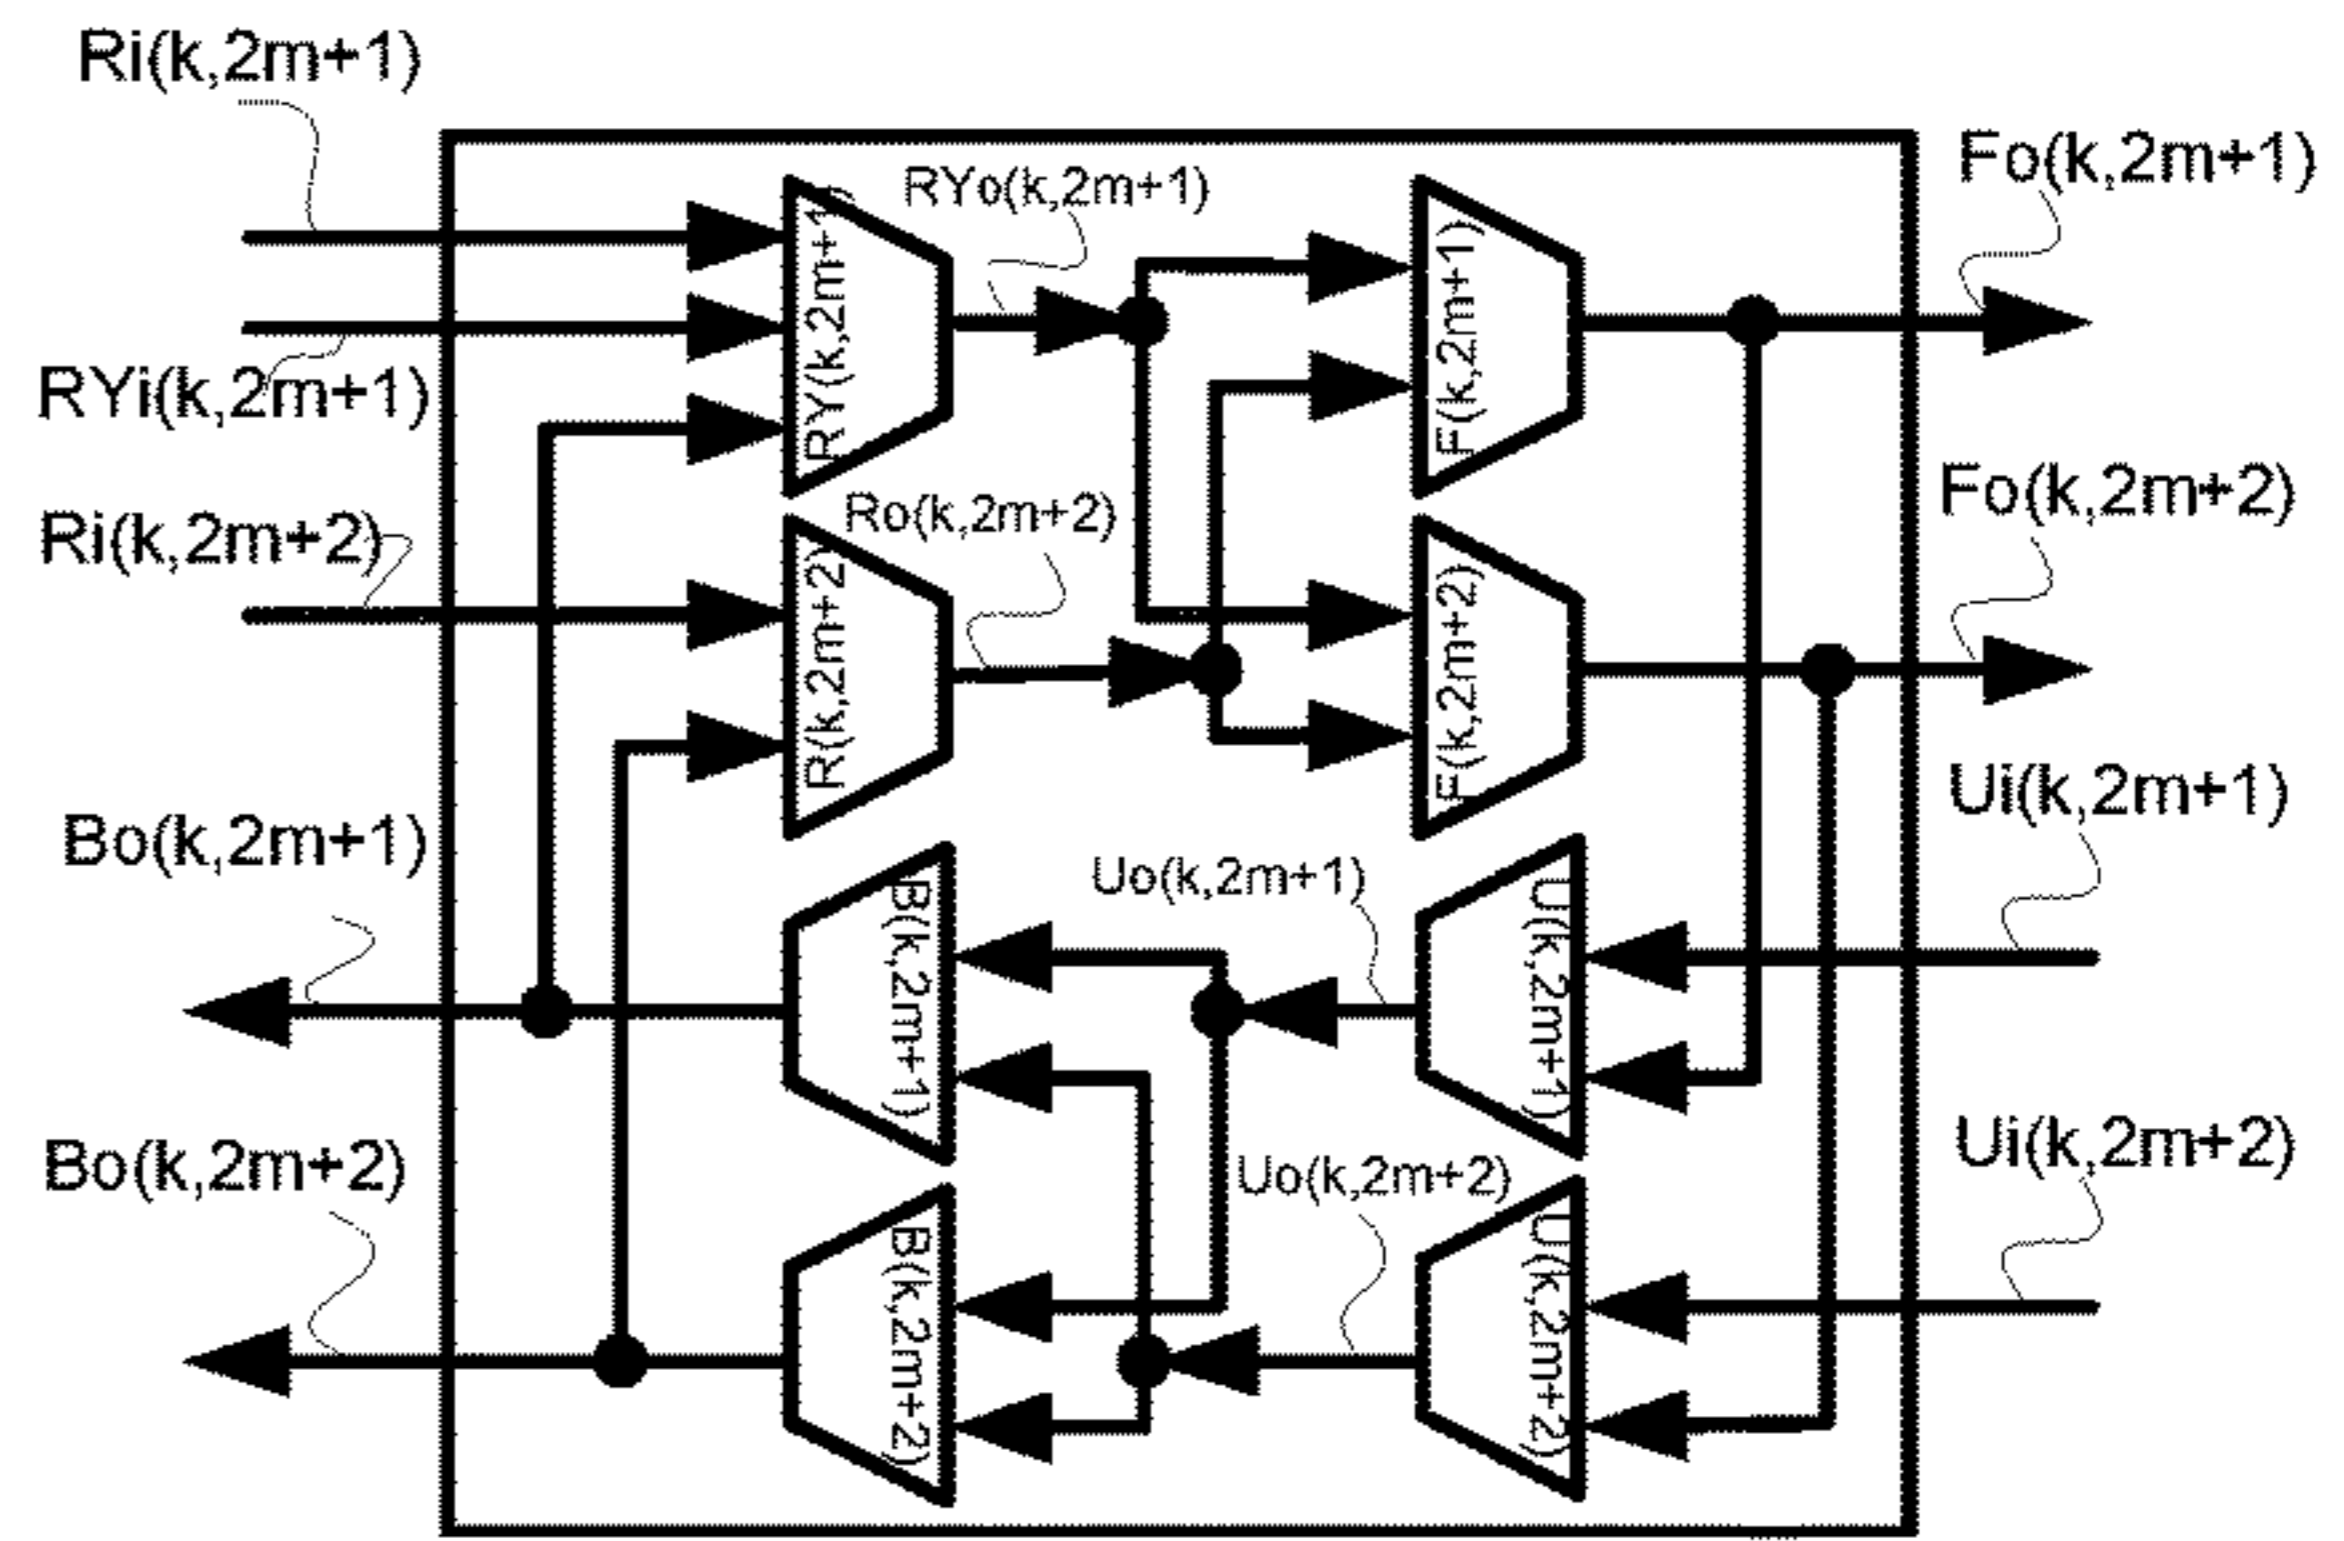 Ri(k,2m+1)
Fo(k,2m+1)
RYo(k,2m+1)
RY(k,2m+1)
F(k,2m+1)
RYi(k,2m+1)
Fo(k,2m+2)
Ri(k,2m+2)
Ro(k,2m+2)
R(k,2m+2)
F(k,2m+2)
Ui(k,2m+1)
Bo(k,2m+1)
Uo(k,2m+1)
B(k,2m+1)
U(k,2m+1)
Ui(k,2m+2)
Bo(k,2m+2)
Uo(k,2m+2)
B(k,2m+2)
U(k,2m+2)